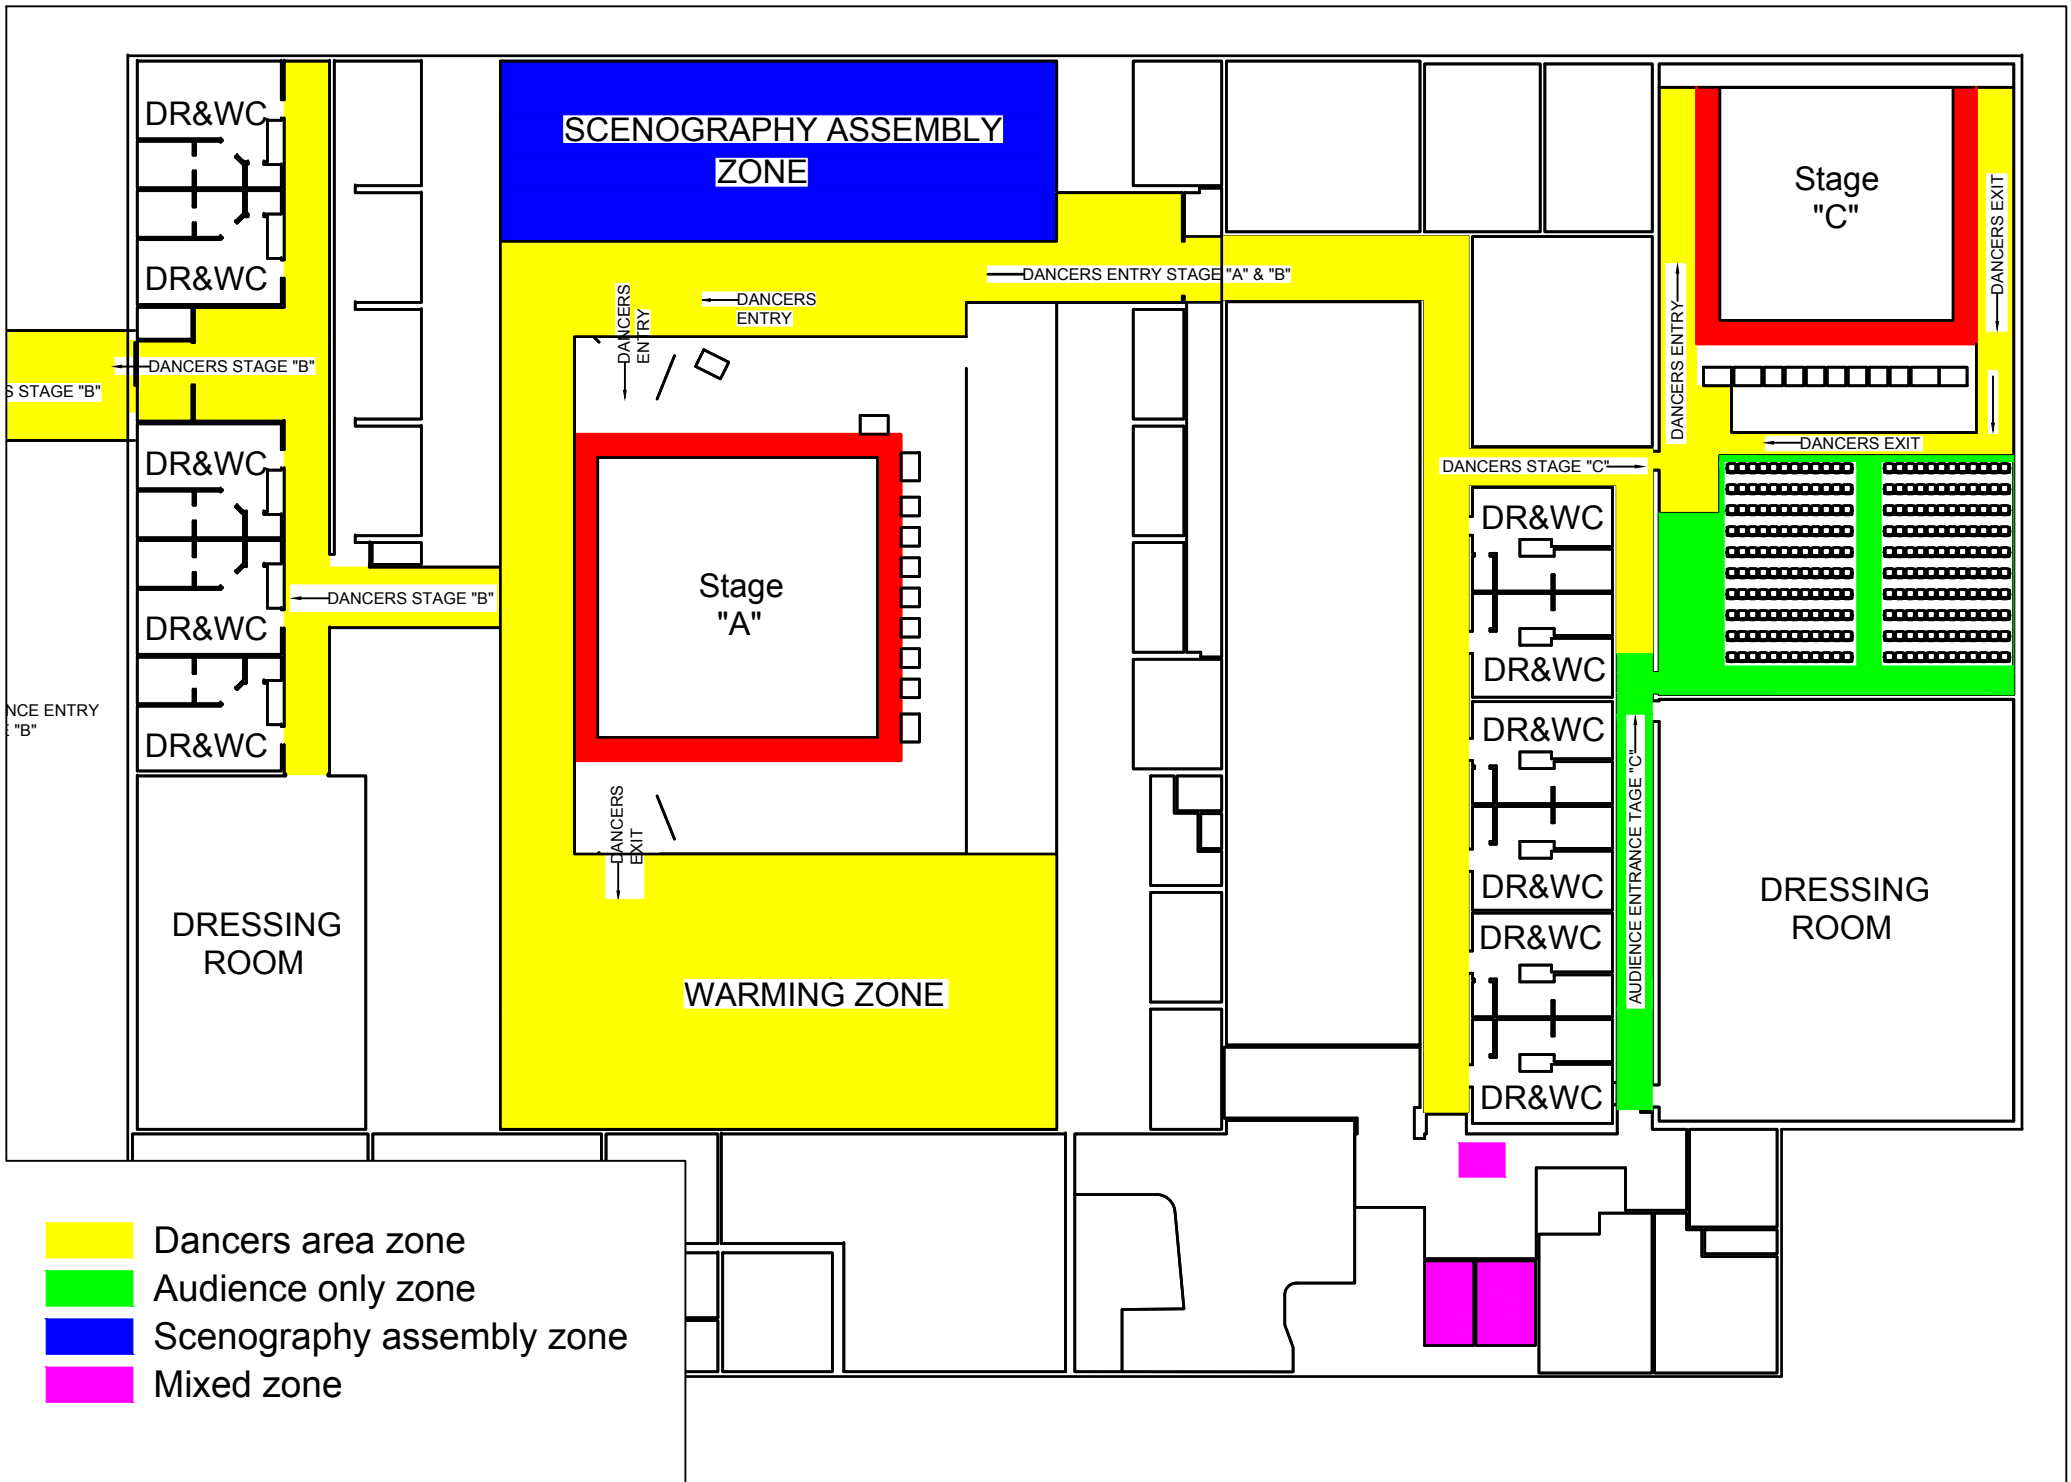 DR&WC
DR&WC
DANCERS STAGE "B"
S STAGE "B"
DR&WC
DR&WC
DANCERS STAGE "B"
NCE ENTRY
"B"
DR&WC
DRESSING
ROOM
SCENOGRAPHY ASSEMBLY
ZONE
DANCERS ENTRY STAGE "A" & "B"
DANCERS
ENTRY
DANCERS
ENTRY
Stage
"A"
DANCERS
EXIT
WARMING ZONE
Stage
"C"
DANCERS EXIT
DANCERS ENTRY
DANCERS EXIT
DANCERS STAGE "C"
DR&WC
DR&WC
DR&WC
DR&WC
DR&WC
DR&WC
AUDIENCE ENTRANCE TAGE "C"
DRESSING
ROOM
Dancers area zone
Audience only zone
Scenography assembly zone
Mixed zone